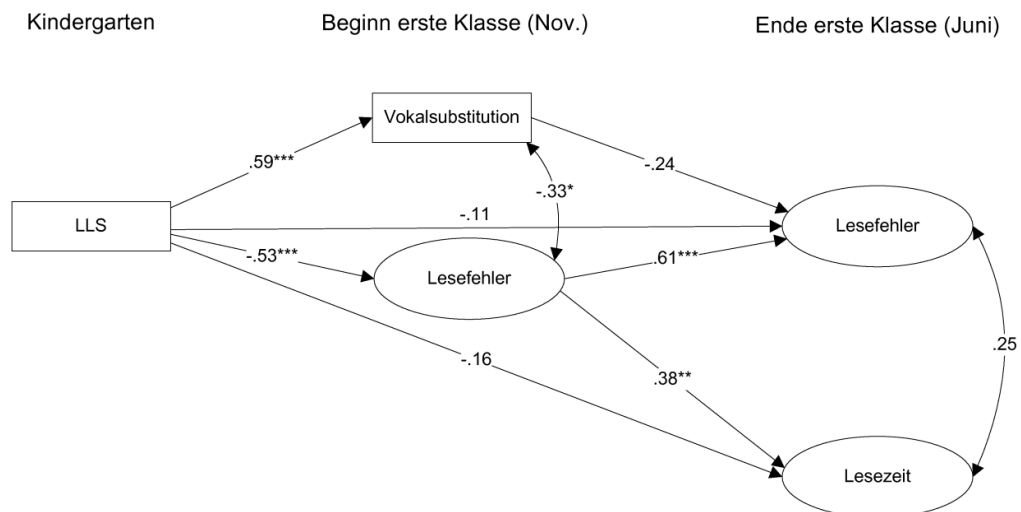 Kindergarten
Beginn erste Klasse (Nov.)
Ende erste Klasse (Juni)
Vokalsubstitution
.59***
-.24
-.33*
LLS
-.11
Lesefehler
-.53***
Lesefehler
.61***
-.16
.38**
.25
Lesezeit